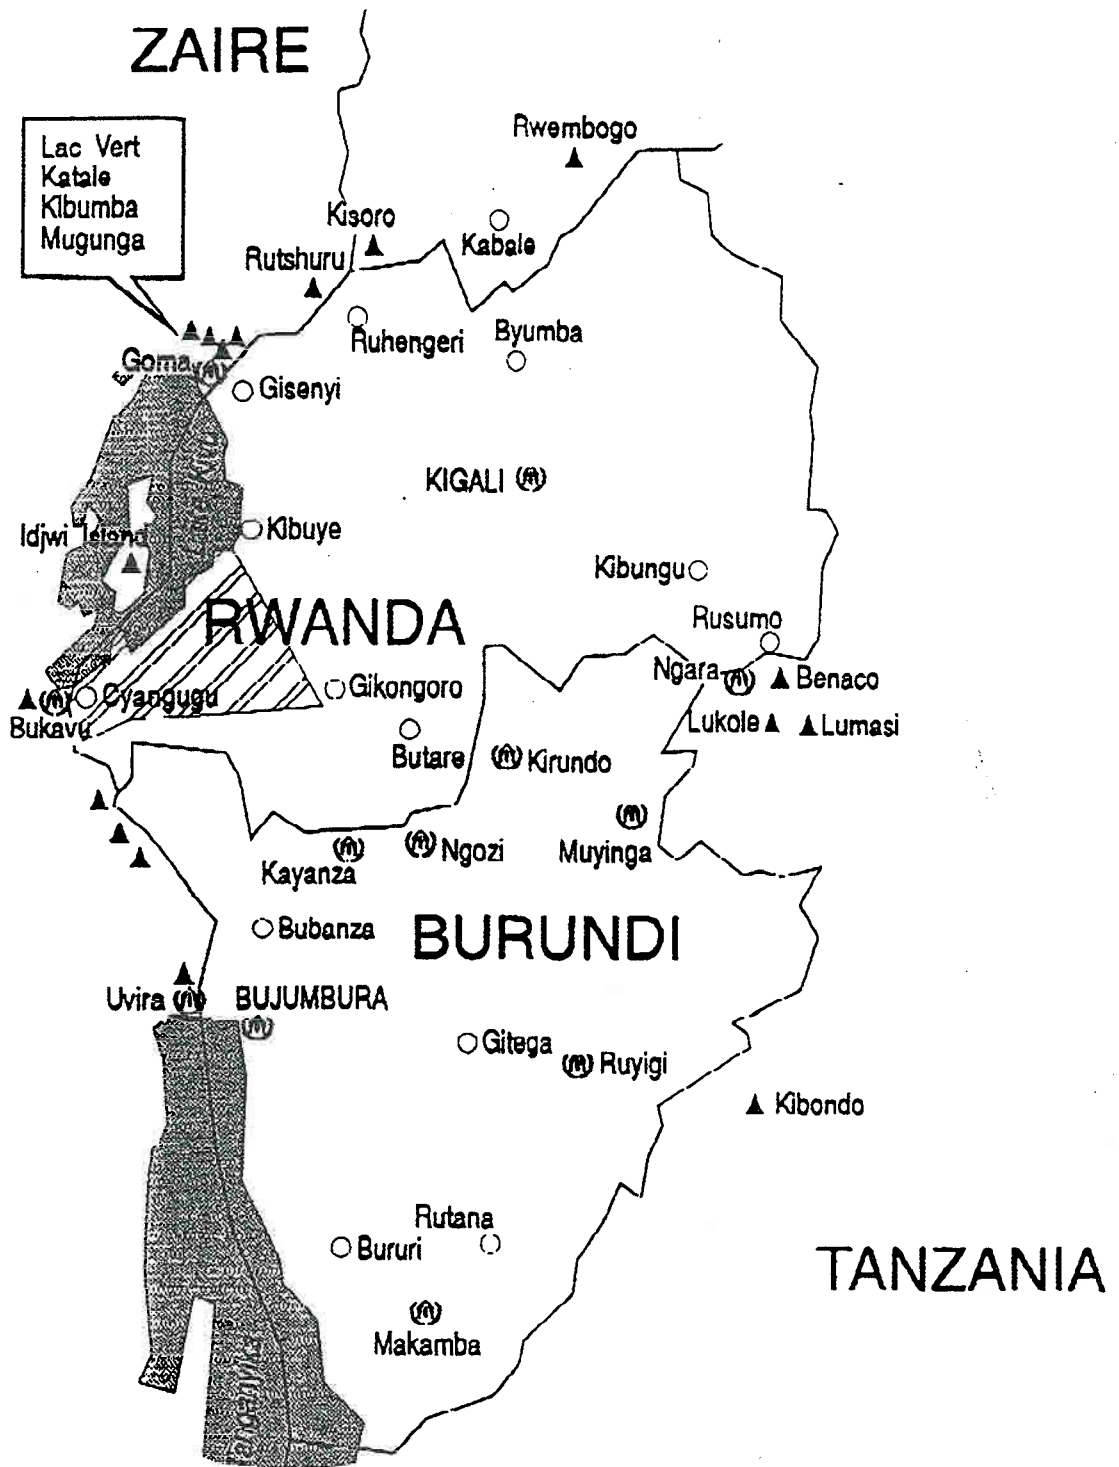 ZAIRE
Lac Vert
Katale
Kibumba
Mugunga
Rwembogo
Kisoro
Kabale
Rutshuru
Ruhengeri
Byumba
Goma
Gisenyi
KIGALI
Idjwi Island
Kibuye
Kibungu
RWANDA
Rusumo
Ngara
Benaco
Cyangugu
Gikongoro
Bukavu
Lukole
Lumasi
Butare
Kirundo
Ngozi
Muyinga
Kayanza
Bubanza
BURUNDI
Uvira
BUJUMBURA
Gitega
Ruyigi
Kibondo
Rutana
Bururi
TANZANIA
Makamba